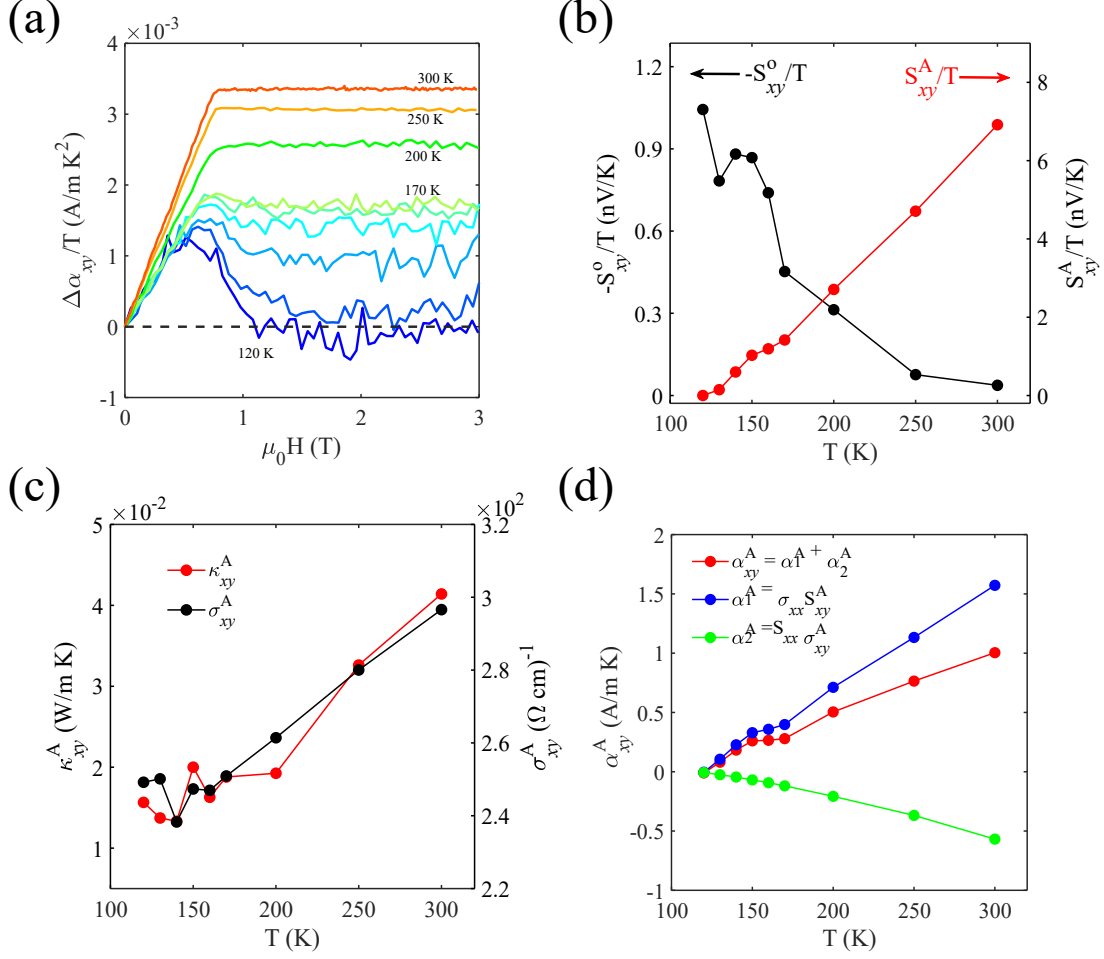 (a)
×10⁻³
4
3
2
1
0
-1
Δα_xy/T (A/m K²)
300 K
250 K
200 K
170 K
120 K
0 1 2 3
μ₀H (T)
(b)
1.2
0.9
0.6
0.3
0
-S^o_xy/T (nV/K)
-S^o_xy/T
S^A_xy/T
8
6
4
2
0
S^A_xy/T (nV/K)
100 150 200 250 300
T (K)
(c)
×10⁻²
5
4
3
2
1
κ^A_xy (W/m K)
κ^A_xy
σ^A_xy
×10²
3.2
3.0
2.8
2.6
2.4
2.2
σ^A_xy (Ω cm)⁻¹
100 150 200 250 300
T (K)
(d)
2
1.5
1
0.5
0
-0.5
-1
α^A_xy (A/m K)
α^A_xy = α1^A + α^A_2
α1^A = σ_xx S^A_xy
α2^A = S_xx σ^A_xy
100 150 200 250 300
T (K)